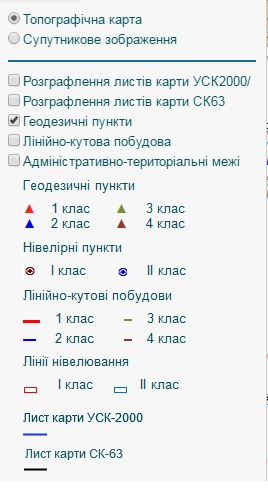 Топографічна карта
Супутникове зображення
Розграфлення листів карти УСК2000/
Розграфлення листів карти СК63
Геодезичні пункти
Лінійно-кутова побудова
Адміністративно-територіальні межі
Геодезичні пункти
1 клас 3 клас
2 клас 4 клас
Нівелірні пункти
I клас II клас
Лінійно-кутові побудови
1 клас 3 клас
2 клас 4 клас
Лінії нівелювання
I клас II клас
Лист карти УСК-2000
Лист карти СК-63